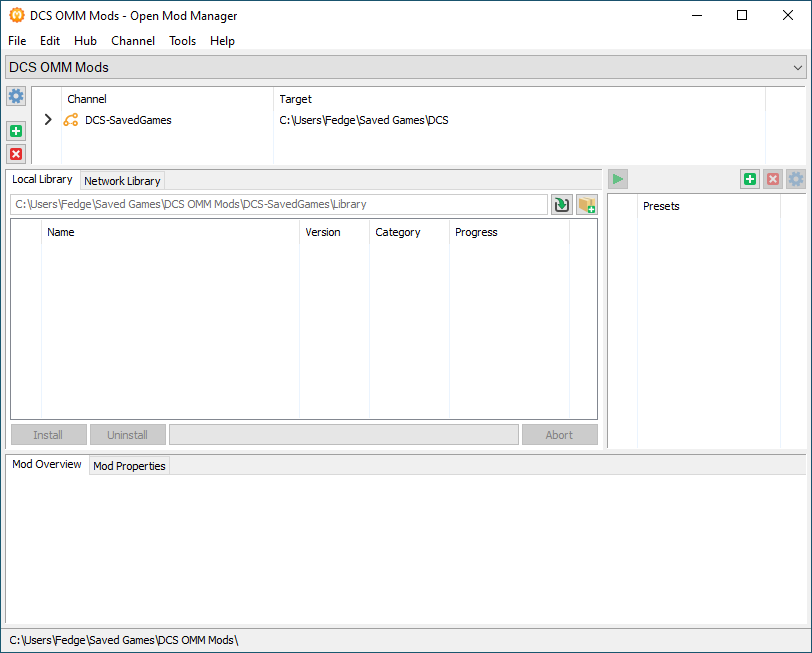 DCS OMM Mods - Open Mod Manager
File Edit Hub Channel Tools Help
DCS OMM Mods
Channel Target
DCS-SavedGames C:\Users\Fedge\Saved Games\DCS
Local Library Network Library
C:\Users\Fedge\Saved Games\DCS OMM Mods\DCS-SavedGames\Library
Name Version Category Progress
Presets
Install Uninstall Abort
Mod Overview Mod Properties
C:\Users\Fedge\Saved Games\DCS OMM Mods\